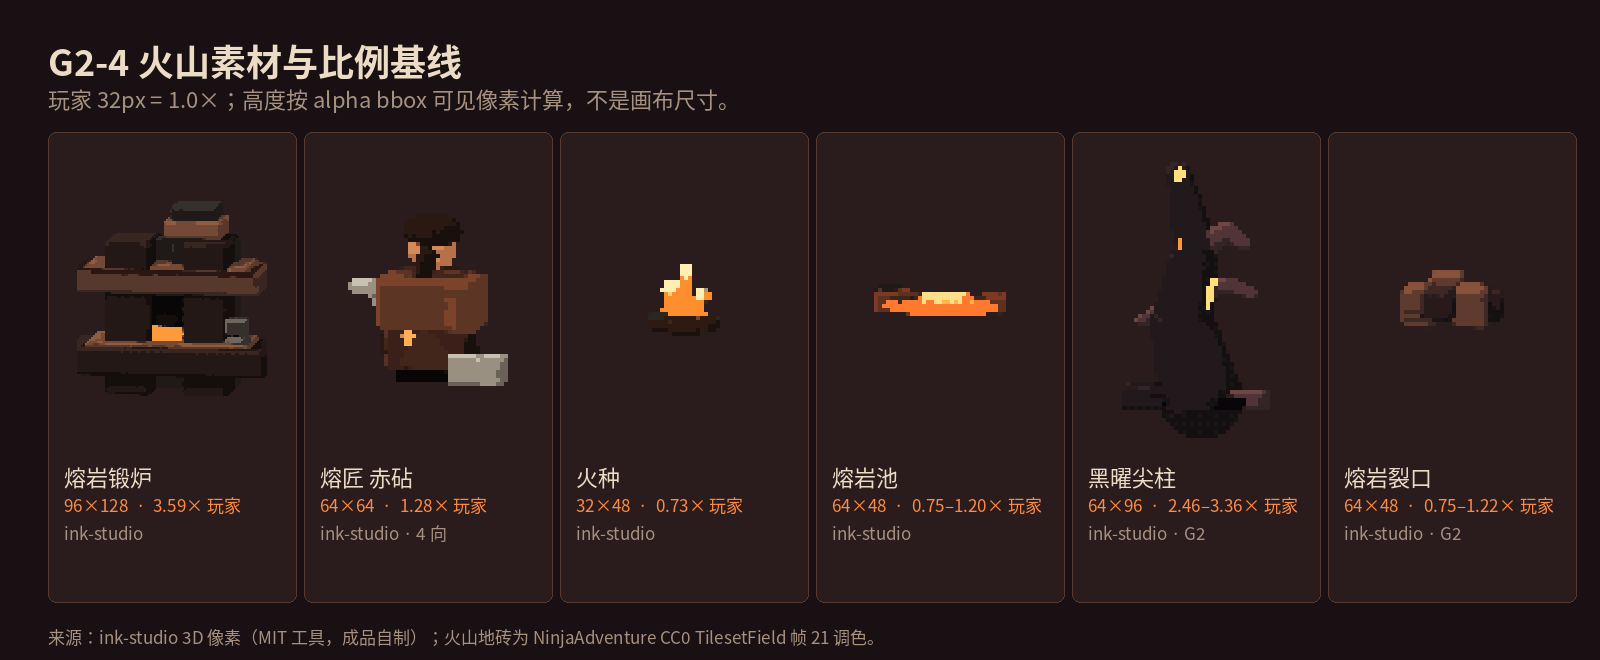 G2-4 火山素材与比例基线
玩家 32px = 1.0×；高度按 alpha bbox 可见像素计算，不是画布尺寸。
熔岩锻炉
96×128 · 3.59× 玩家
ink-studio
熔匠 赤砧
64×64 · 1.28× 玩家
ink-studio · 4 向
火种
32×48 · 0.73× 玩家
ink-studio
熔岩池
64×48 · 0.75–1.20× 玩家
ink-studio
黑曜尖柱
64×96 · 2.46–3.36× 玩家
ink-studio · G2
熔岩裂口
64×48 · 0.75–1.22× 玩家
ink-studio · G2
来源：ink-studio 3D 像素（MIT 工具，成品自制）；火山地砖为 NinjaAdventure CC0 TilesetField 帧 21 调色。